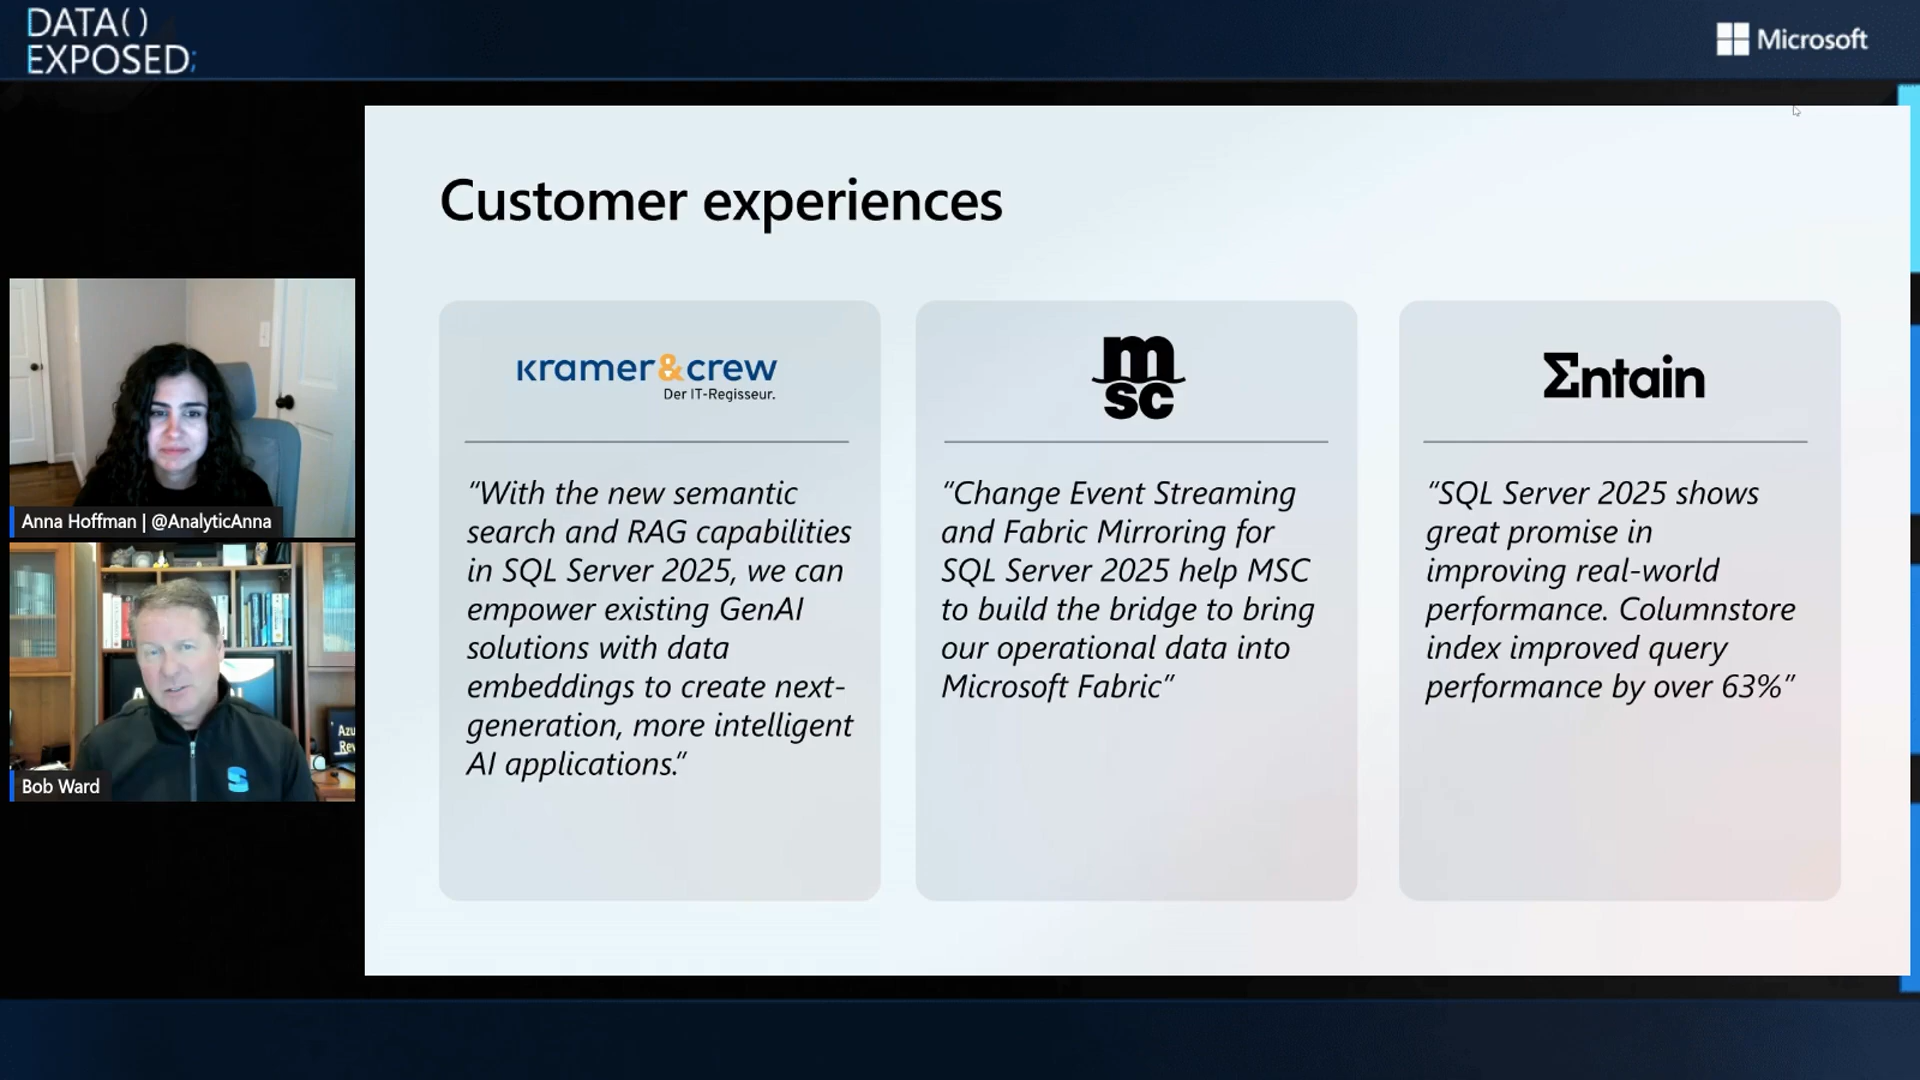 DATA()
EXPOSED;
Microsoft
Customer experiences
kramer&crew
Der IT-Regisseur.
“With the new semantic
search and RAG capabilities
in SQL Server 2025, we can
empower existing GenAI
solutions with data
embeddings to create next-
generation, more intelligent
AI applications.”
msc
“Change Event Streaming
and Fabric Mirroring for
SQL Server 2025 help MSC
to build the bridge to bring
our operational data into
Microsoft Fabric”
Σntain
“SQL Server 2025 shows
great promise in
improving real-world
performance. Columnstore
index improved query
performance by over 63%”
Anna Hoffman | @AnalyticAnna
Bob Ward